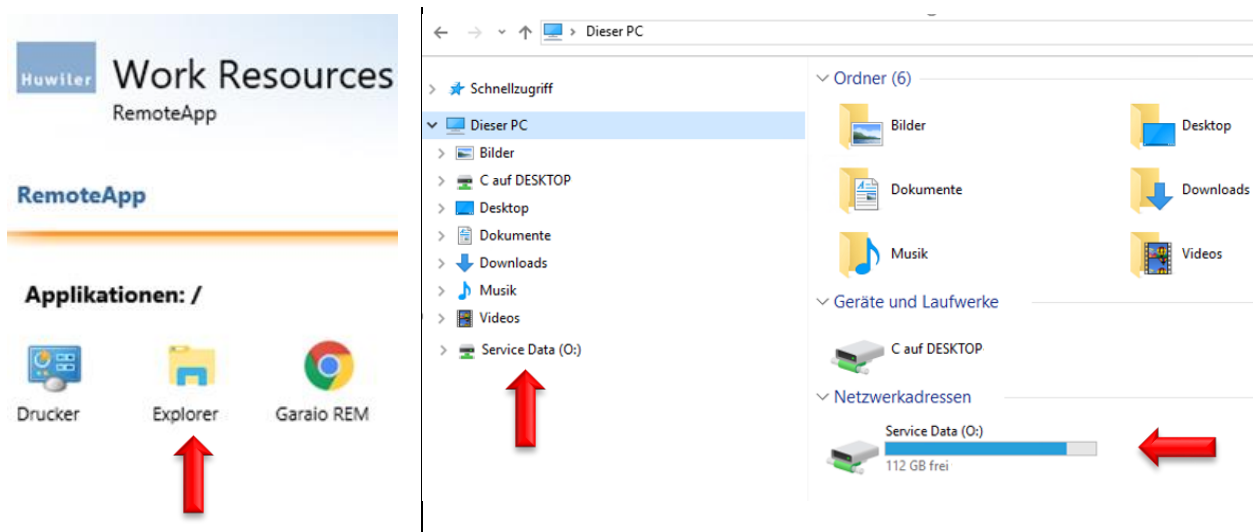 Huwiler
Work Resources
RemoteApp
RemoteApp
Applikationen: /
Drucker
Explorer
Garaio REM
Dieser PC
Schnellzugriff
Dieser PC
Bilder
C auf DESKTOP
Desktop
Dokumente
Downloads
Musik
Videos
Service Data (O:)
Ordner (6)
Bilder
Desktop
Dokumente
Downloads
Musik
Videos
Geräte und Laufwerke
C auf DESKTOP
Netzwerkadressen
Service Data (O:)
112 GB frei